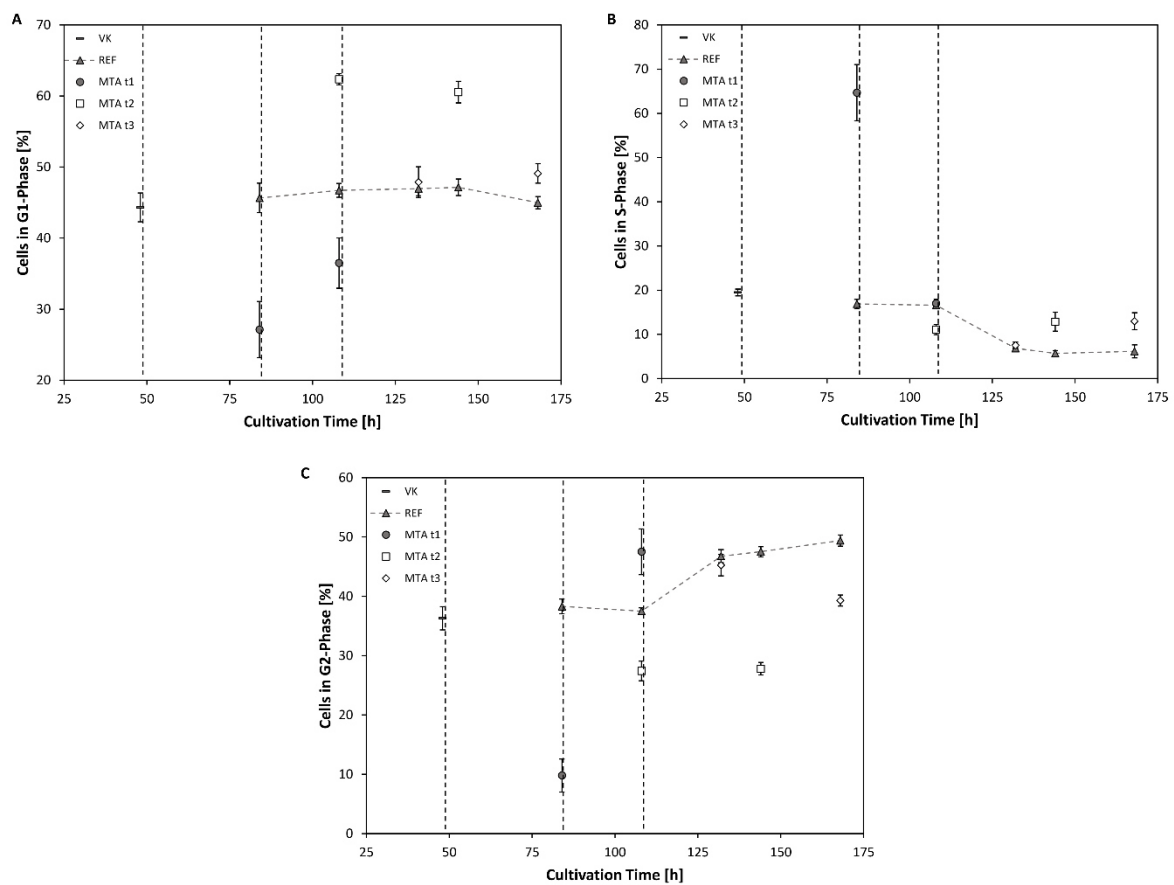 A
Cells in G1-Phase [%]
70
60
50
40
30
20
VK
REF
MTA t1
MTA t2
MTA t3
25 50 75 100 125 150 175
Cultivation Time [h]
B
Cells in S-Phase [%]
80
70
60
50
40
30
20
10
0
VK
REF
MTA t1
MTA t2
MTA t3
25 50 75 100 125 150 175
Cultivation Time [h]
C
Cells in G2-Phase [%]
60
50
40
30
20
10
0
VK
REF
MTA t1
MTA t2
MTA t3
25 50 75 100 125 150 175
Cultivation Time [h]